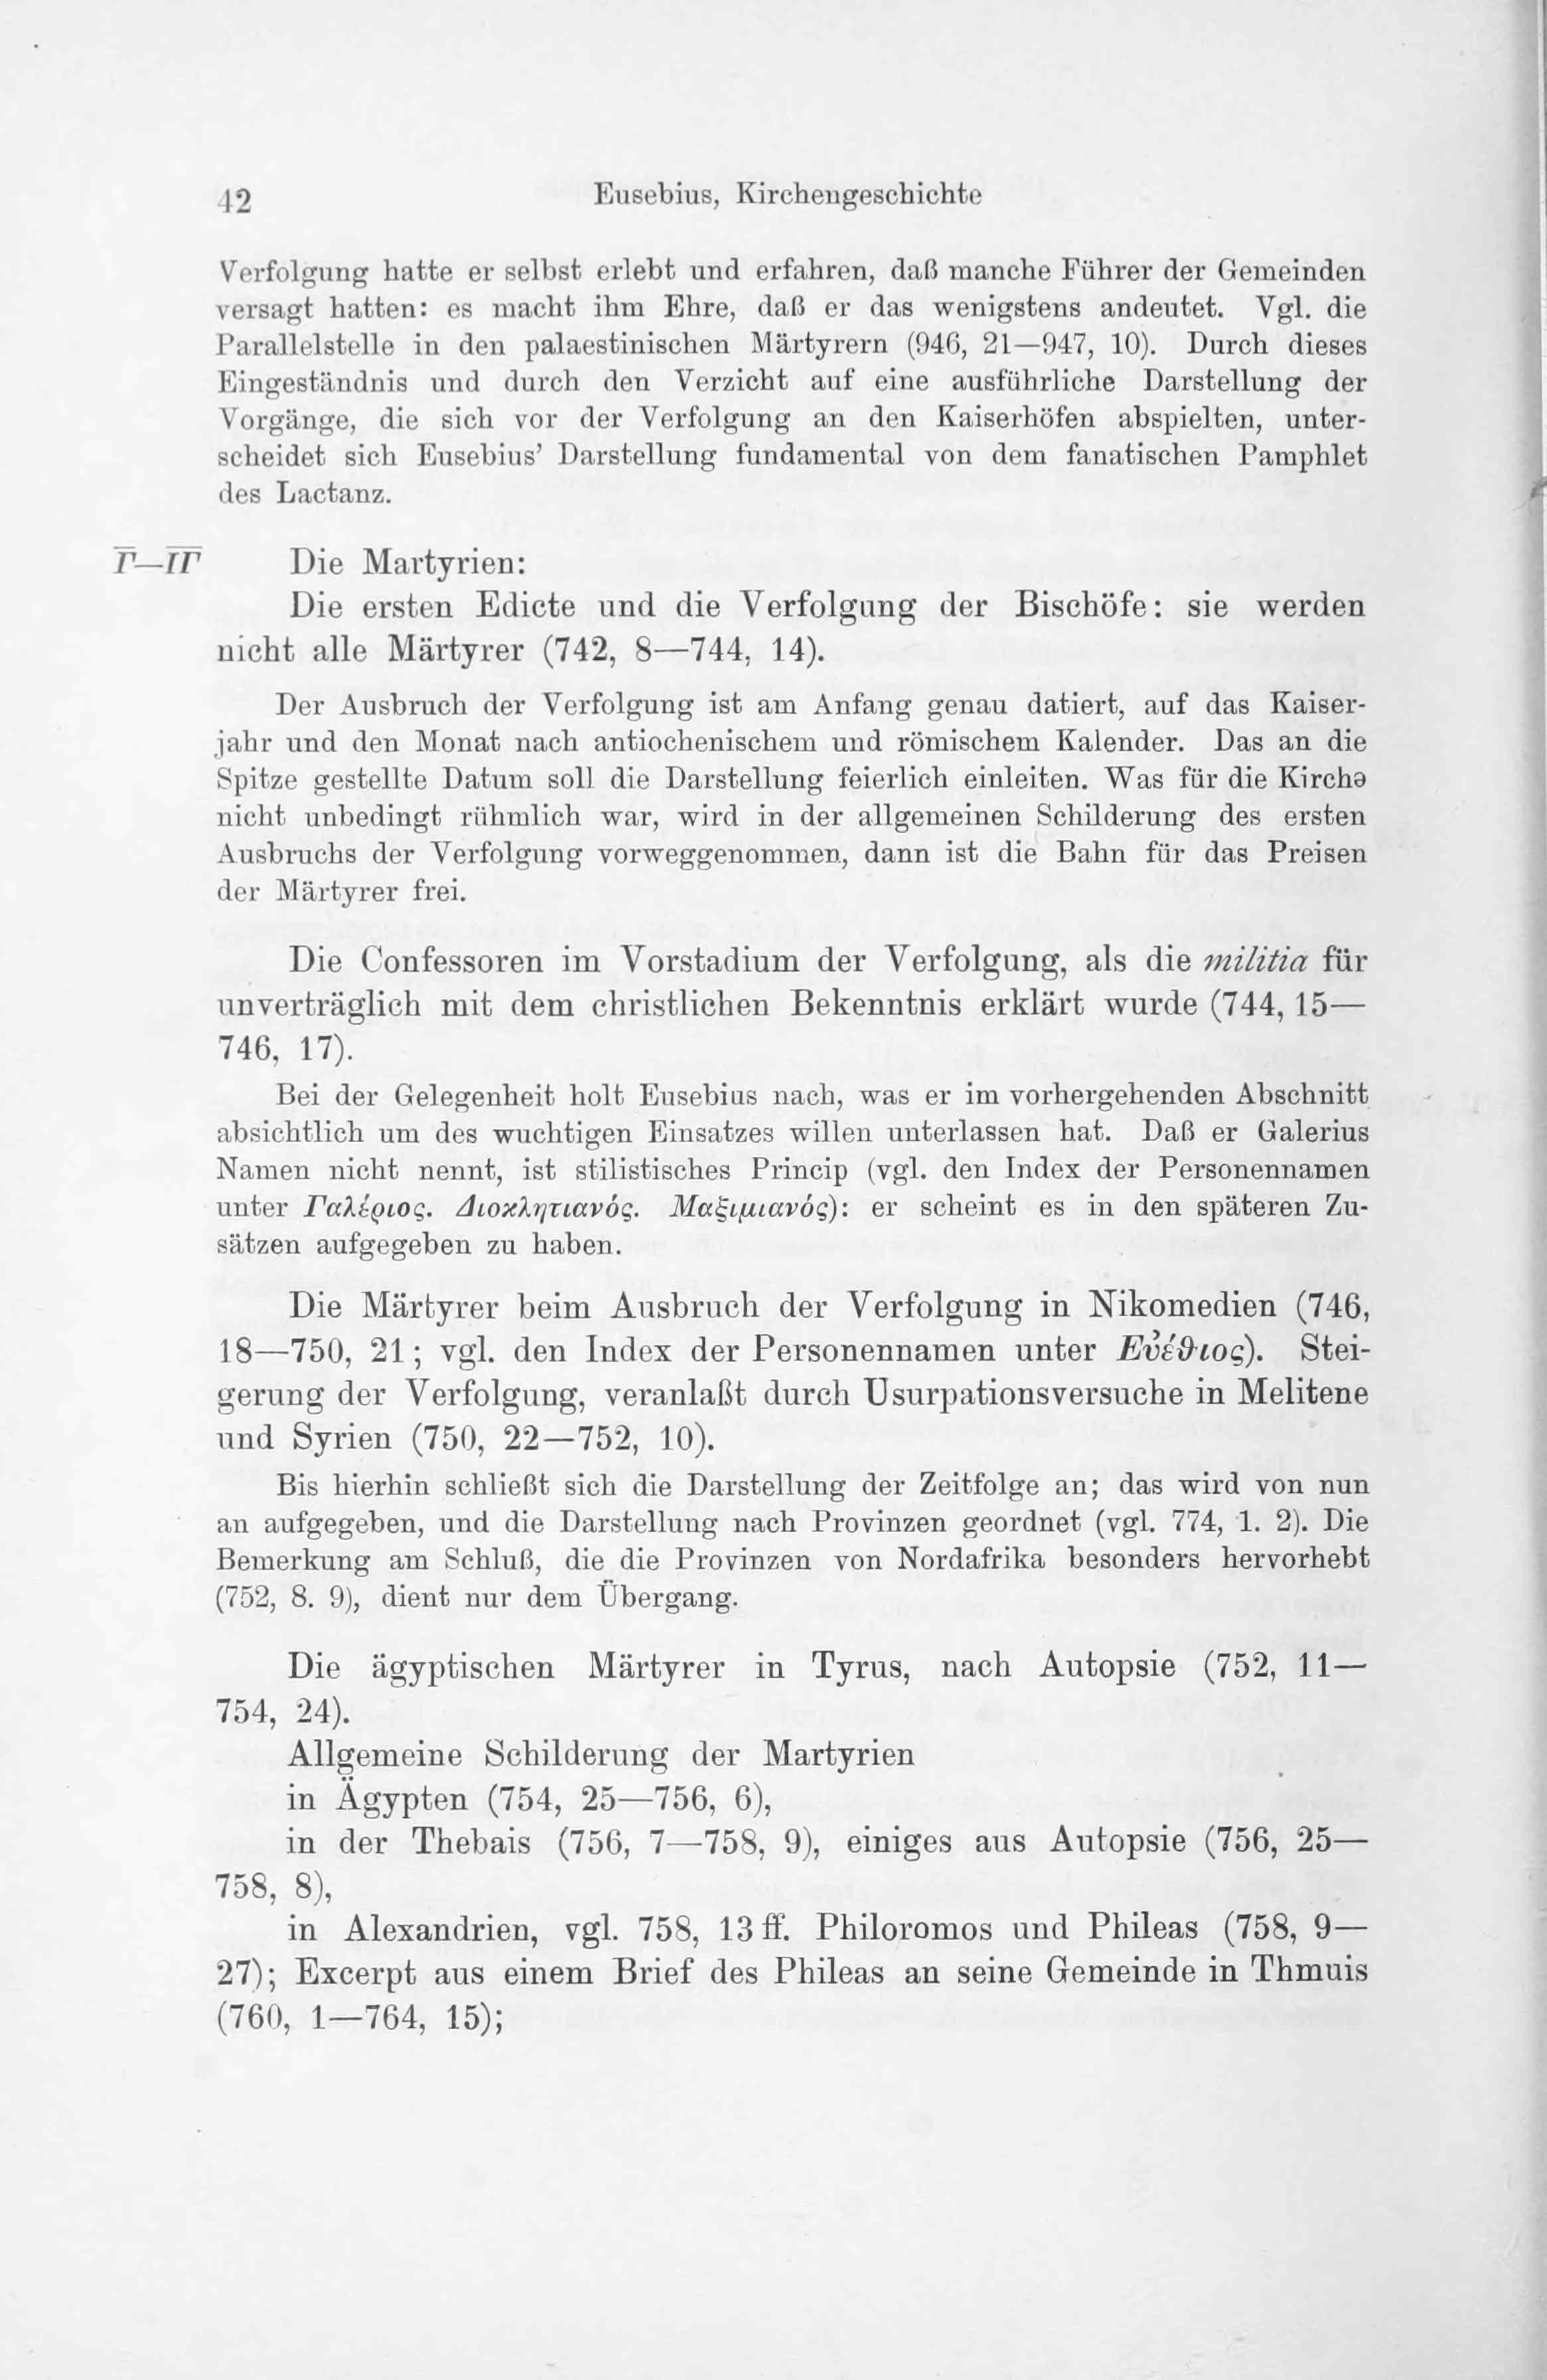 42 Eusebius, Kirchengeschichte
Verfolgung hatte er selbst erlebt und erfahren, daß manche Führer der Gemeinden
versagt hatten: es macht ihm Ehre, daß er das wenigstens andeutet. Vgl. die
Parallelstelle in den palaestinischen Märtyrern (946, 21—947, 10). Durch dieses
Eingeständnis und durch den Verzicht auf eine ausführliche Darstellung der
Vorgänge, die sich vor der Verfolgung an den Kaiserhöfen abspielten, unter-
scheidet sich Eusebius’ Darstellung fundamental von dem fanatischen Pamphlet
des Lactanz.
Γ̅—Ι̅Γ̅ Die Martyrien:
Die ersten Edicte und die Verfolgung der Bischöfe: sie werden
nicht alle Märtyrer (742, 8—744, 14).
Der Ausbruch der Verfolgung ist am Anfang genau datiert, auf das Kaiser-
jahr und den Monat nach antiochenischem und römischem Kalender. Das an die
Spitze gestellte Datum soll die Darstellung feierlich einleiten. Was für die Kirche
nicht unbedingt rühmlich war, wird in der allgemeinen Schilderung des ersten
Ausbruchs der Verfolgung vorweggenommen, dann ist die Bahn für das Preisen
der Märtyrer frei.
Die Confessoren im Vorstadium der Verfolgung, als die militia für
unverträglich mit dem christlichen Bekenntnis erklärt wurde (744, 15—
746, 17).
Bei der Gelegenheit holt Eusebius nach, was er im vorhergehenden Abschnitt
absichtlich um des wuchtigen Einsatzes willen unterlassen hat. Daß er Galerius
Namen nicht nennt, ist stilistisches Princip (vgl. den Index der Personennamen
unter Γαλέριος. Διοκλητιανός. Μαξιμιανός): er scheint es in den späteren Zu-
sätzen aufgegeben zu haben.
Die Märtyrer beim Ausbruch der Verfolgung in Nikomedien (746,
18—750, 21; vgl. den Index der Personennamen unter Εὐέθιος). Stei-
gerung der Verfolgung, veranlaßt durch Usurpationsversuche in Melitene
und Syrien (750, 22—752, 10).
Bis hierhin schließt sich die Darstellung der Zeitfolge an; das wird von nun
an aufgegeben, und die Darstellung nach Provinzen geordnet (vgl. 774, 1. 2). Die
Bemerkung am Schluß, die die Provinzen von Nordafrika besonders hervorhebt
(752, 8. 9), dient nur dem Übergang.
Die ägyptischen Märtyrer in Tyrus, nach Autopsie (752, 11—
754, 24).
Allgemeine Schilderung der Martyrien
in Ägypten (754, 25—756, 6),
in der Thebais (756, 7—758, 9), einiges aus Autopsie (756, 25—
758, 8),
in Alexandrien, vgl. 758, 13 ff. Philoromos und Phileas (758, 9—
27); Excerpt aus einem Brief des Phileas an seine Gemeinde in Thmuis
(760, 1—764, 15);